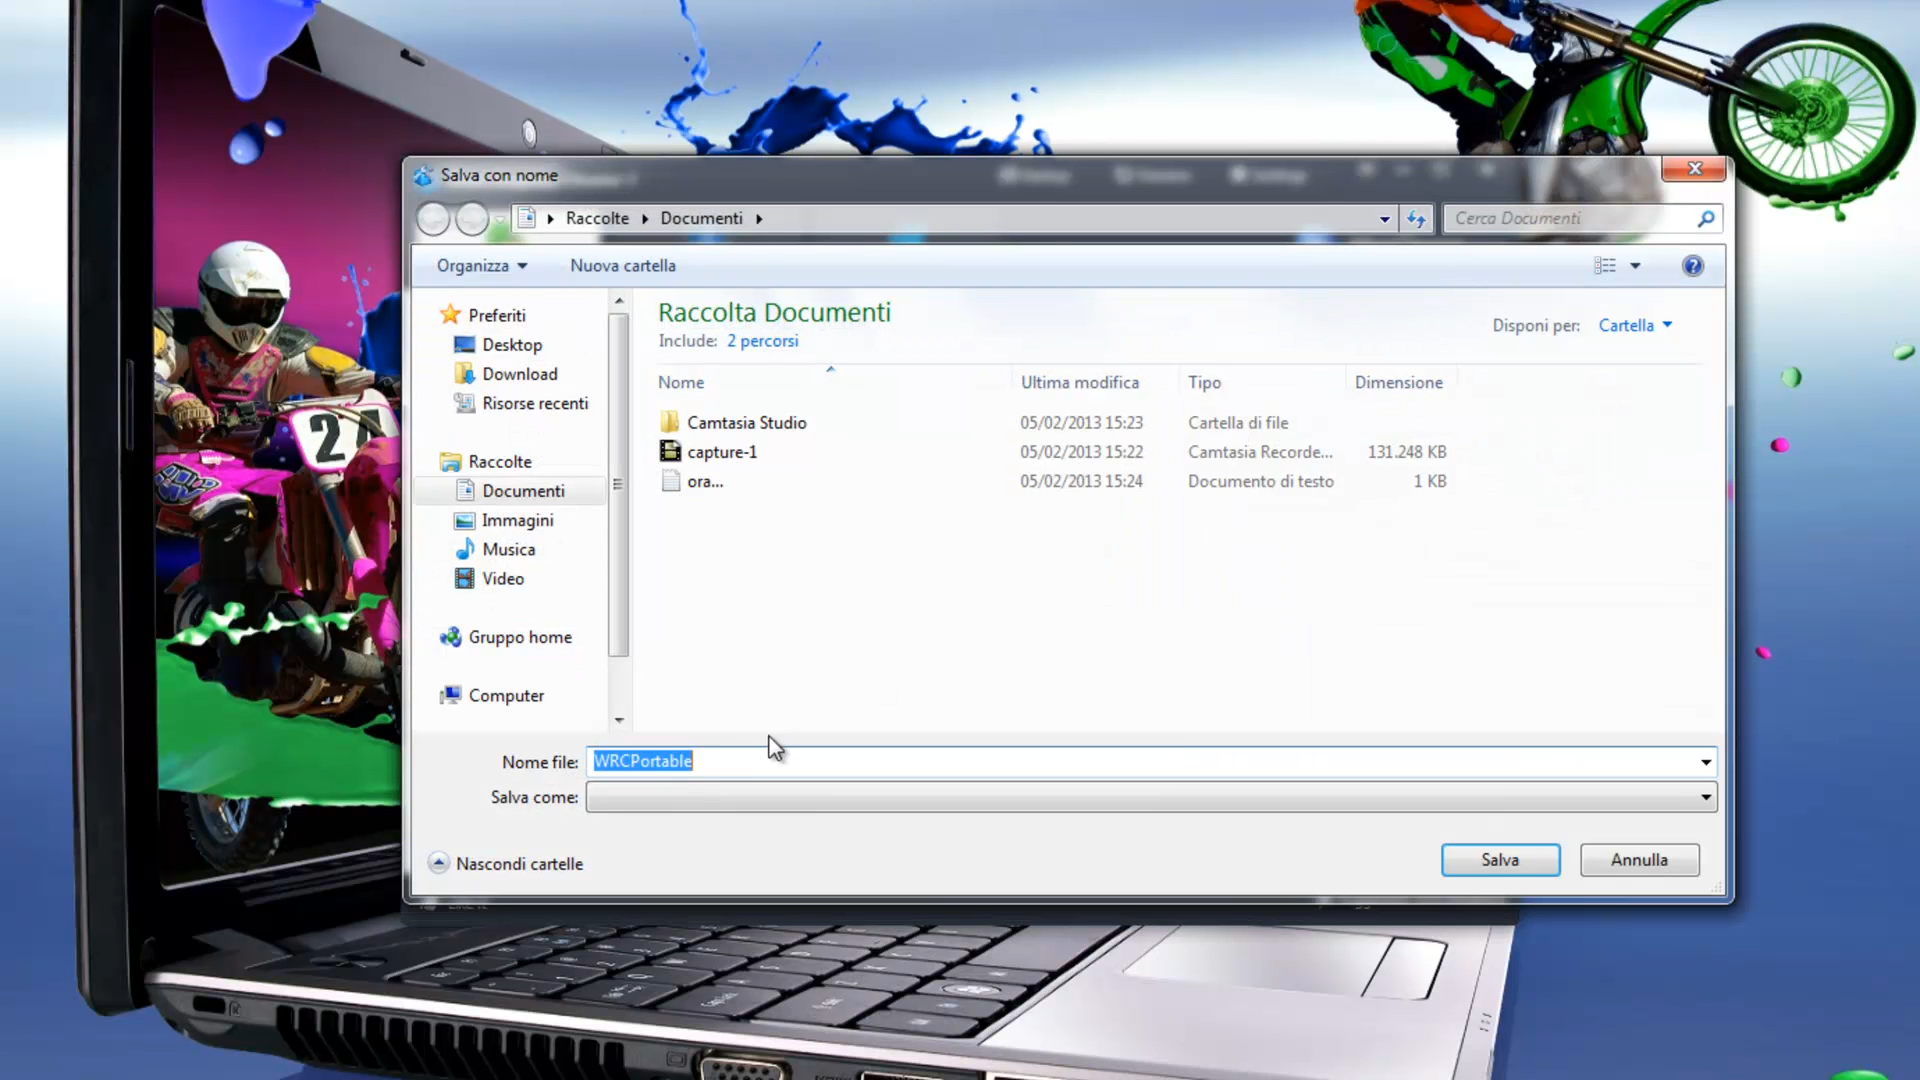 Salva con nome
Raccolte Documenti
Cerca Documenti
Organizza
Nuova cartella
Preferiti
Desktop
Download
Risorse recenti
Raccolte
Documenti
Immagini
Musica
Video
Gruppo home
Computer
Raccolta Documenti
Include: 2 percorsi
Disponi per: Cartella
Nome Ultima modifica Tipo Dimensione
Camtasia Studio 05/02/2013 15:23 Cartella di file
capture-1 05/02/2013 15:22 Camtasia Recorde... 131.248 KB
ora... 05/02/2013 15:24 Documento di testo 1 KB
Nome file: WRCPortable
Salva come:
Nascondi cartelle
Salva
Annulla
24